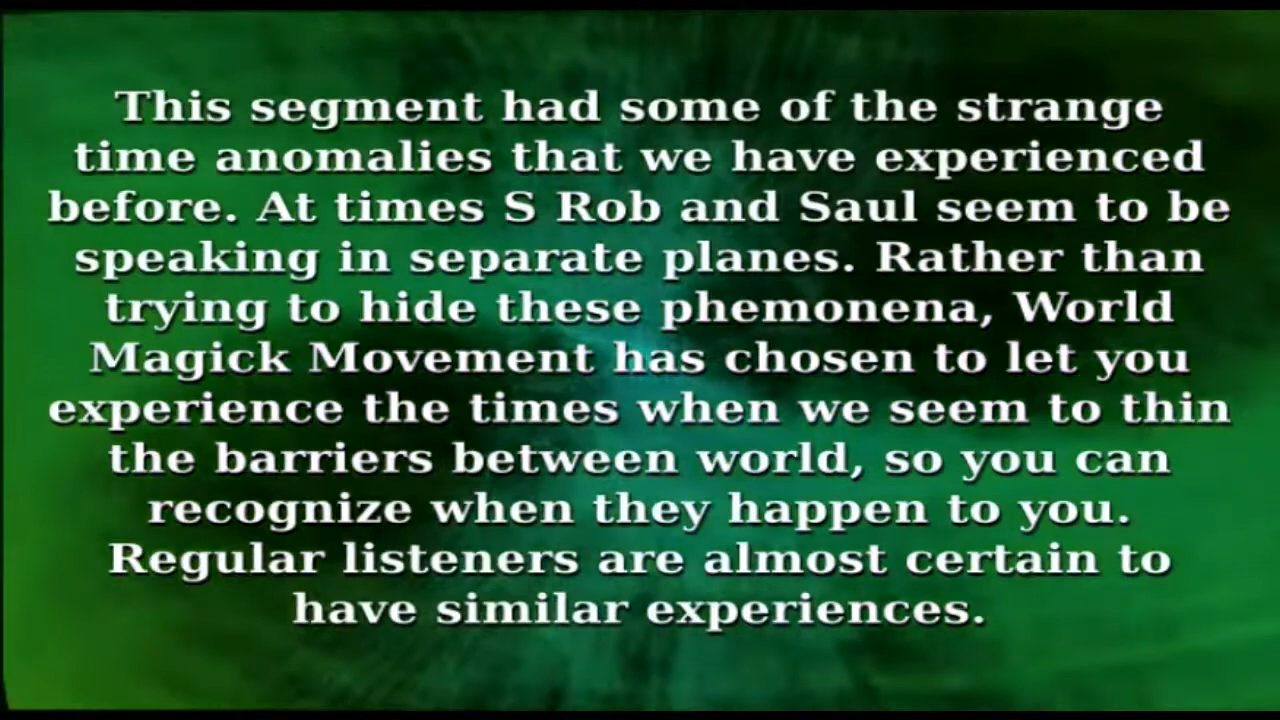 This segment had some of the strange
time anomalies that we have experienced
before. At times S Rob and Saul seem to be
speaking in separate planes. Rather than
trying to hide these phemonena, World
Magick Movement has chosen to let you
experience the times when we seem to thin
the barriers between world, so you can
recognize when they happen to you.
Regular listeners are almost certain to
have similar experiences.